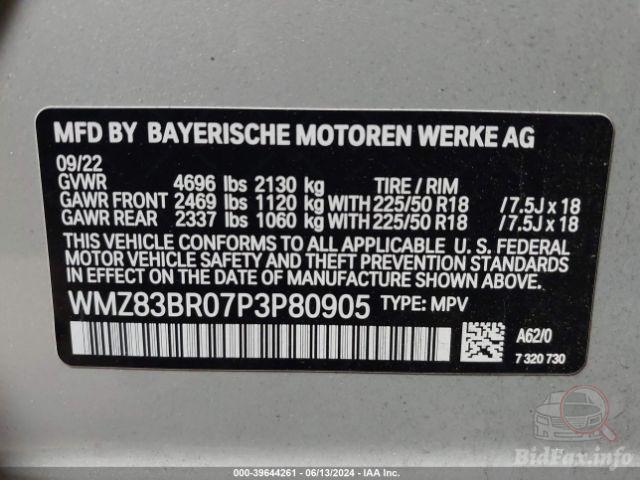 MFD BY BAYERISCHE MOTOREN WERKE AG
09/22
GVWR 4696 lbs 2130 kg TIRE / RIM
GAWR FRONT 2469 lbs 1120 kg WITH 225/50 R18 /7.5J x 18
GAWR REAR 2337 lbs 1060 kg WITH 225/50 R18 /7.5J x 18
THIS VEHICLE CONFORMS TO ALL APPLICABLE U. S. FEDERAL
MOTOR VEHICLE SAFETY, BUMPER, AND THEFT PREVENTION STANDARDS
IN EFFECT ON THE DATE OF MANUFACTURE SHOWN ABOVE.
WMZ83BR07P3P80905 TYPE: MPV
A62/0
7 320 730
BidFax.info
000-39644261 - 06/13/2024 - IAA Inc.